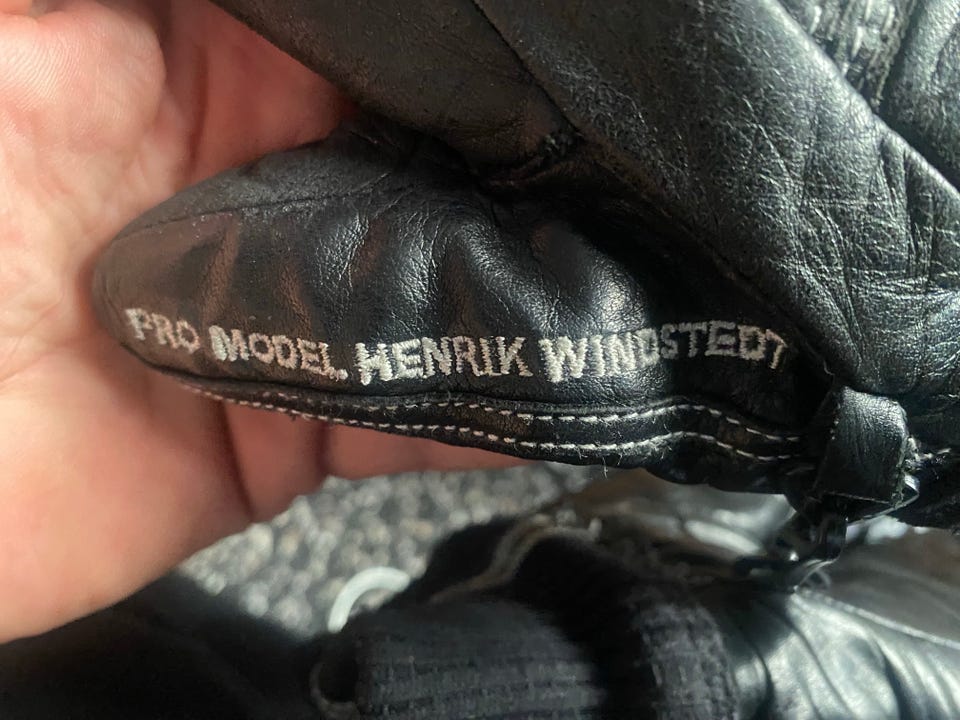 PRO MODEL. HENRIK WINDSTEDT